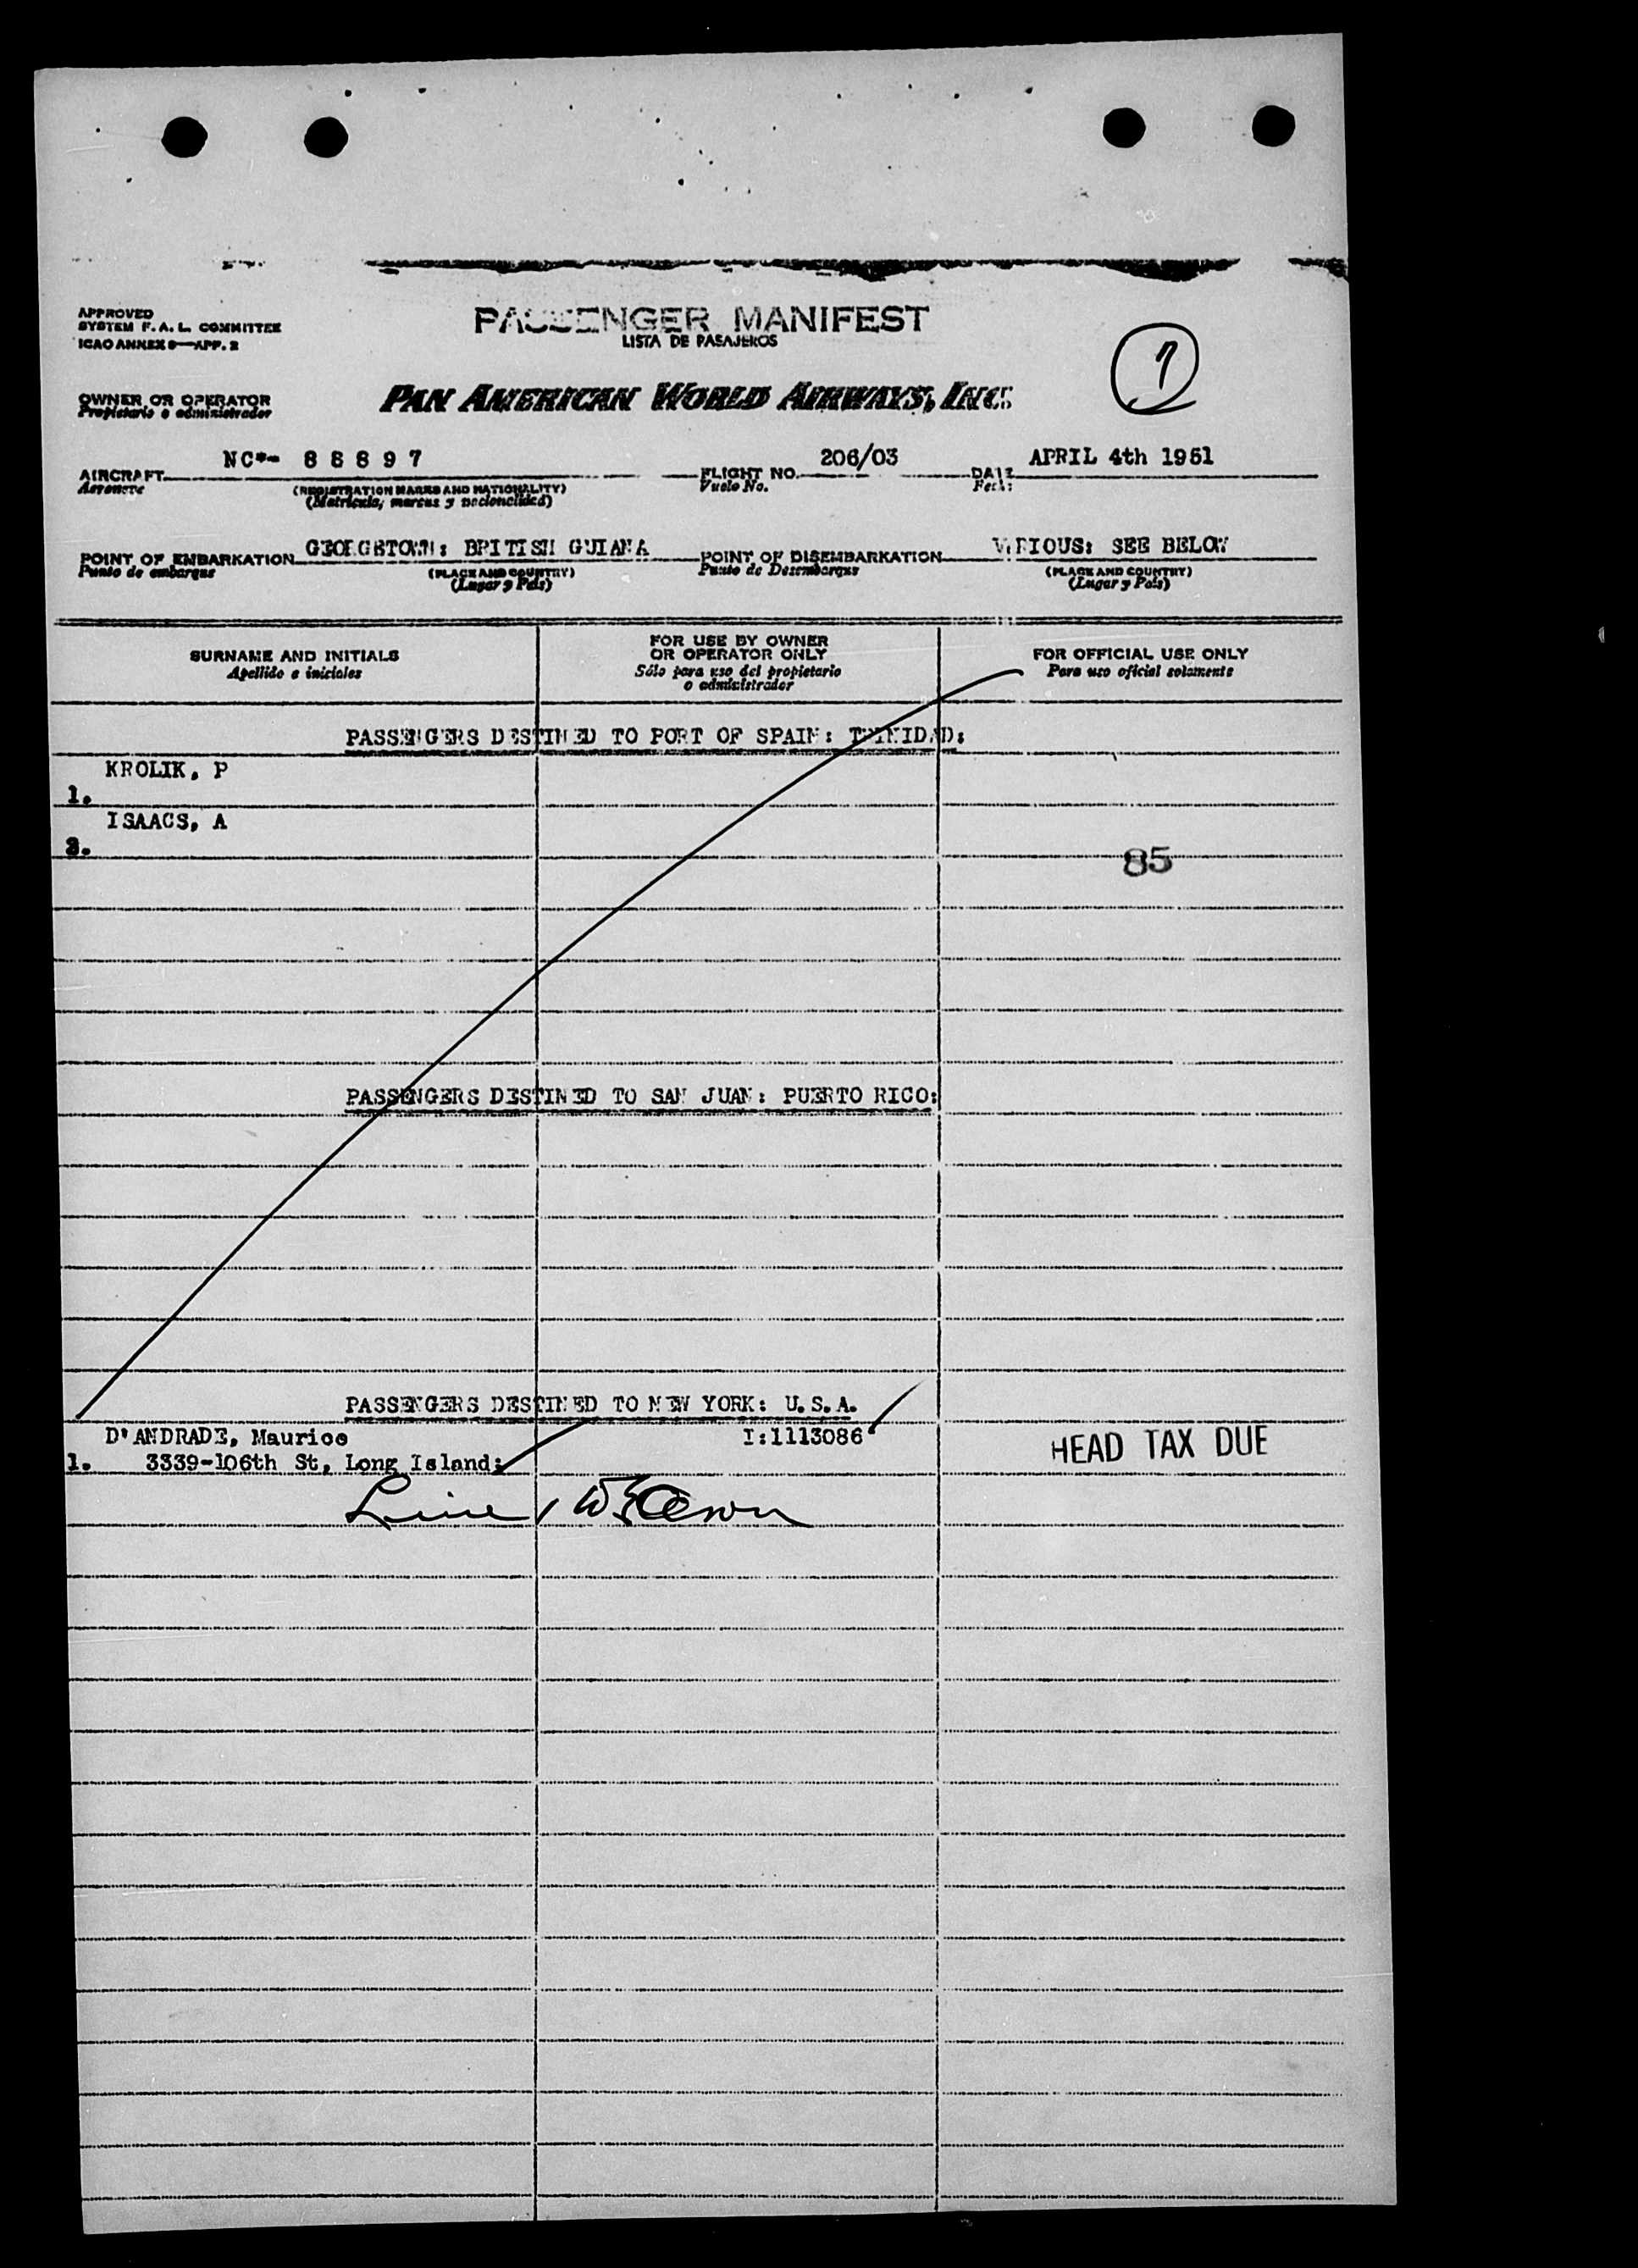 APPROVED
SYSTEM F.A.L. COMMITTEE
ICAO ANNEX 9—APP. 2
PASSENGER MANIFEST
LISTA DE PASAJEROS
1
OWNER OR OPERATOR
Propietario o administrador
PAN AMERICAN WORLD AIRWAYS, INC.
AIRCRAFT NC*- 88897 FLIGHT NO. 206/03 DATE APRIL 4th 1951
Aeronave (REGISTRATION MARKS AND NATIONALITY) Vuelo No. Fecha
(Matricula, marcas y nacionalidad)
POINT OF EMBARKATION GEORGETOWN: BRITISH GUIANA POINT OF DISEMBARKATION VARIOUS: SEE BELOW
Punto de embarque (PLACE AND COUNTRY) Punto de Desembarque (PLACE AND COUNTRY)
(Lugar y País) (Lugar y País)
SURNAME AND INITIALS
Apellido e iniciales
FOR USE BY OWNER
OR OPERATOR ONLY
Sólo para uso del propietario
o administrador
FOR OFFICIAL USE ONLY
Para uso oficial solamente
PASSENGERS DESTINED TO PORT OF SPAIN: TRINIDAD:
KROLIK, P
1.
ISAACS, A
2.
85
PASSENGERS DESTINED TO SAN JUAN: PUERTO RICO:
PASSENGERS DESTINED TO NEW YORK: U.S.A.
D'ANDRADE, Maurice I:1113086
1. 3339-106th St, Long Island:
HEAD TAX DUE
Line 1